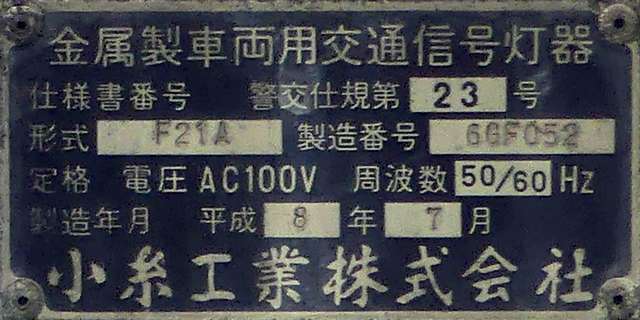 金属製車両用交通信号灯器
仕様書番号 警交仕規第 23 号
形式 F21A 製造番号 6GF052
定格 電圧 AC100V 周波数 50/60 Hz
製造年月 平成 8 年 7 月
小糸工業株式会社